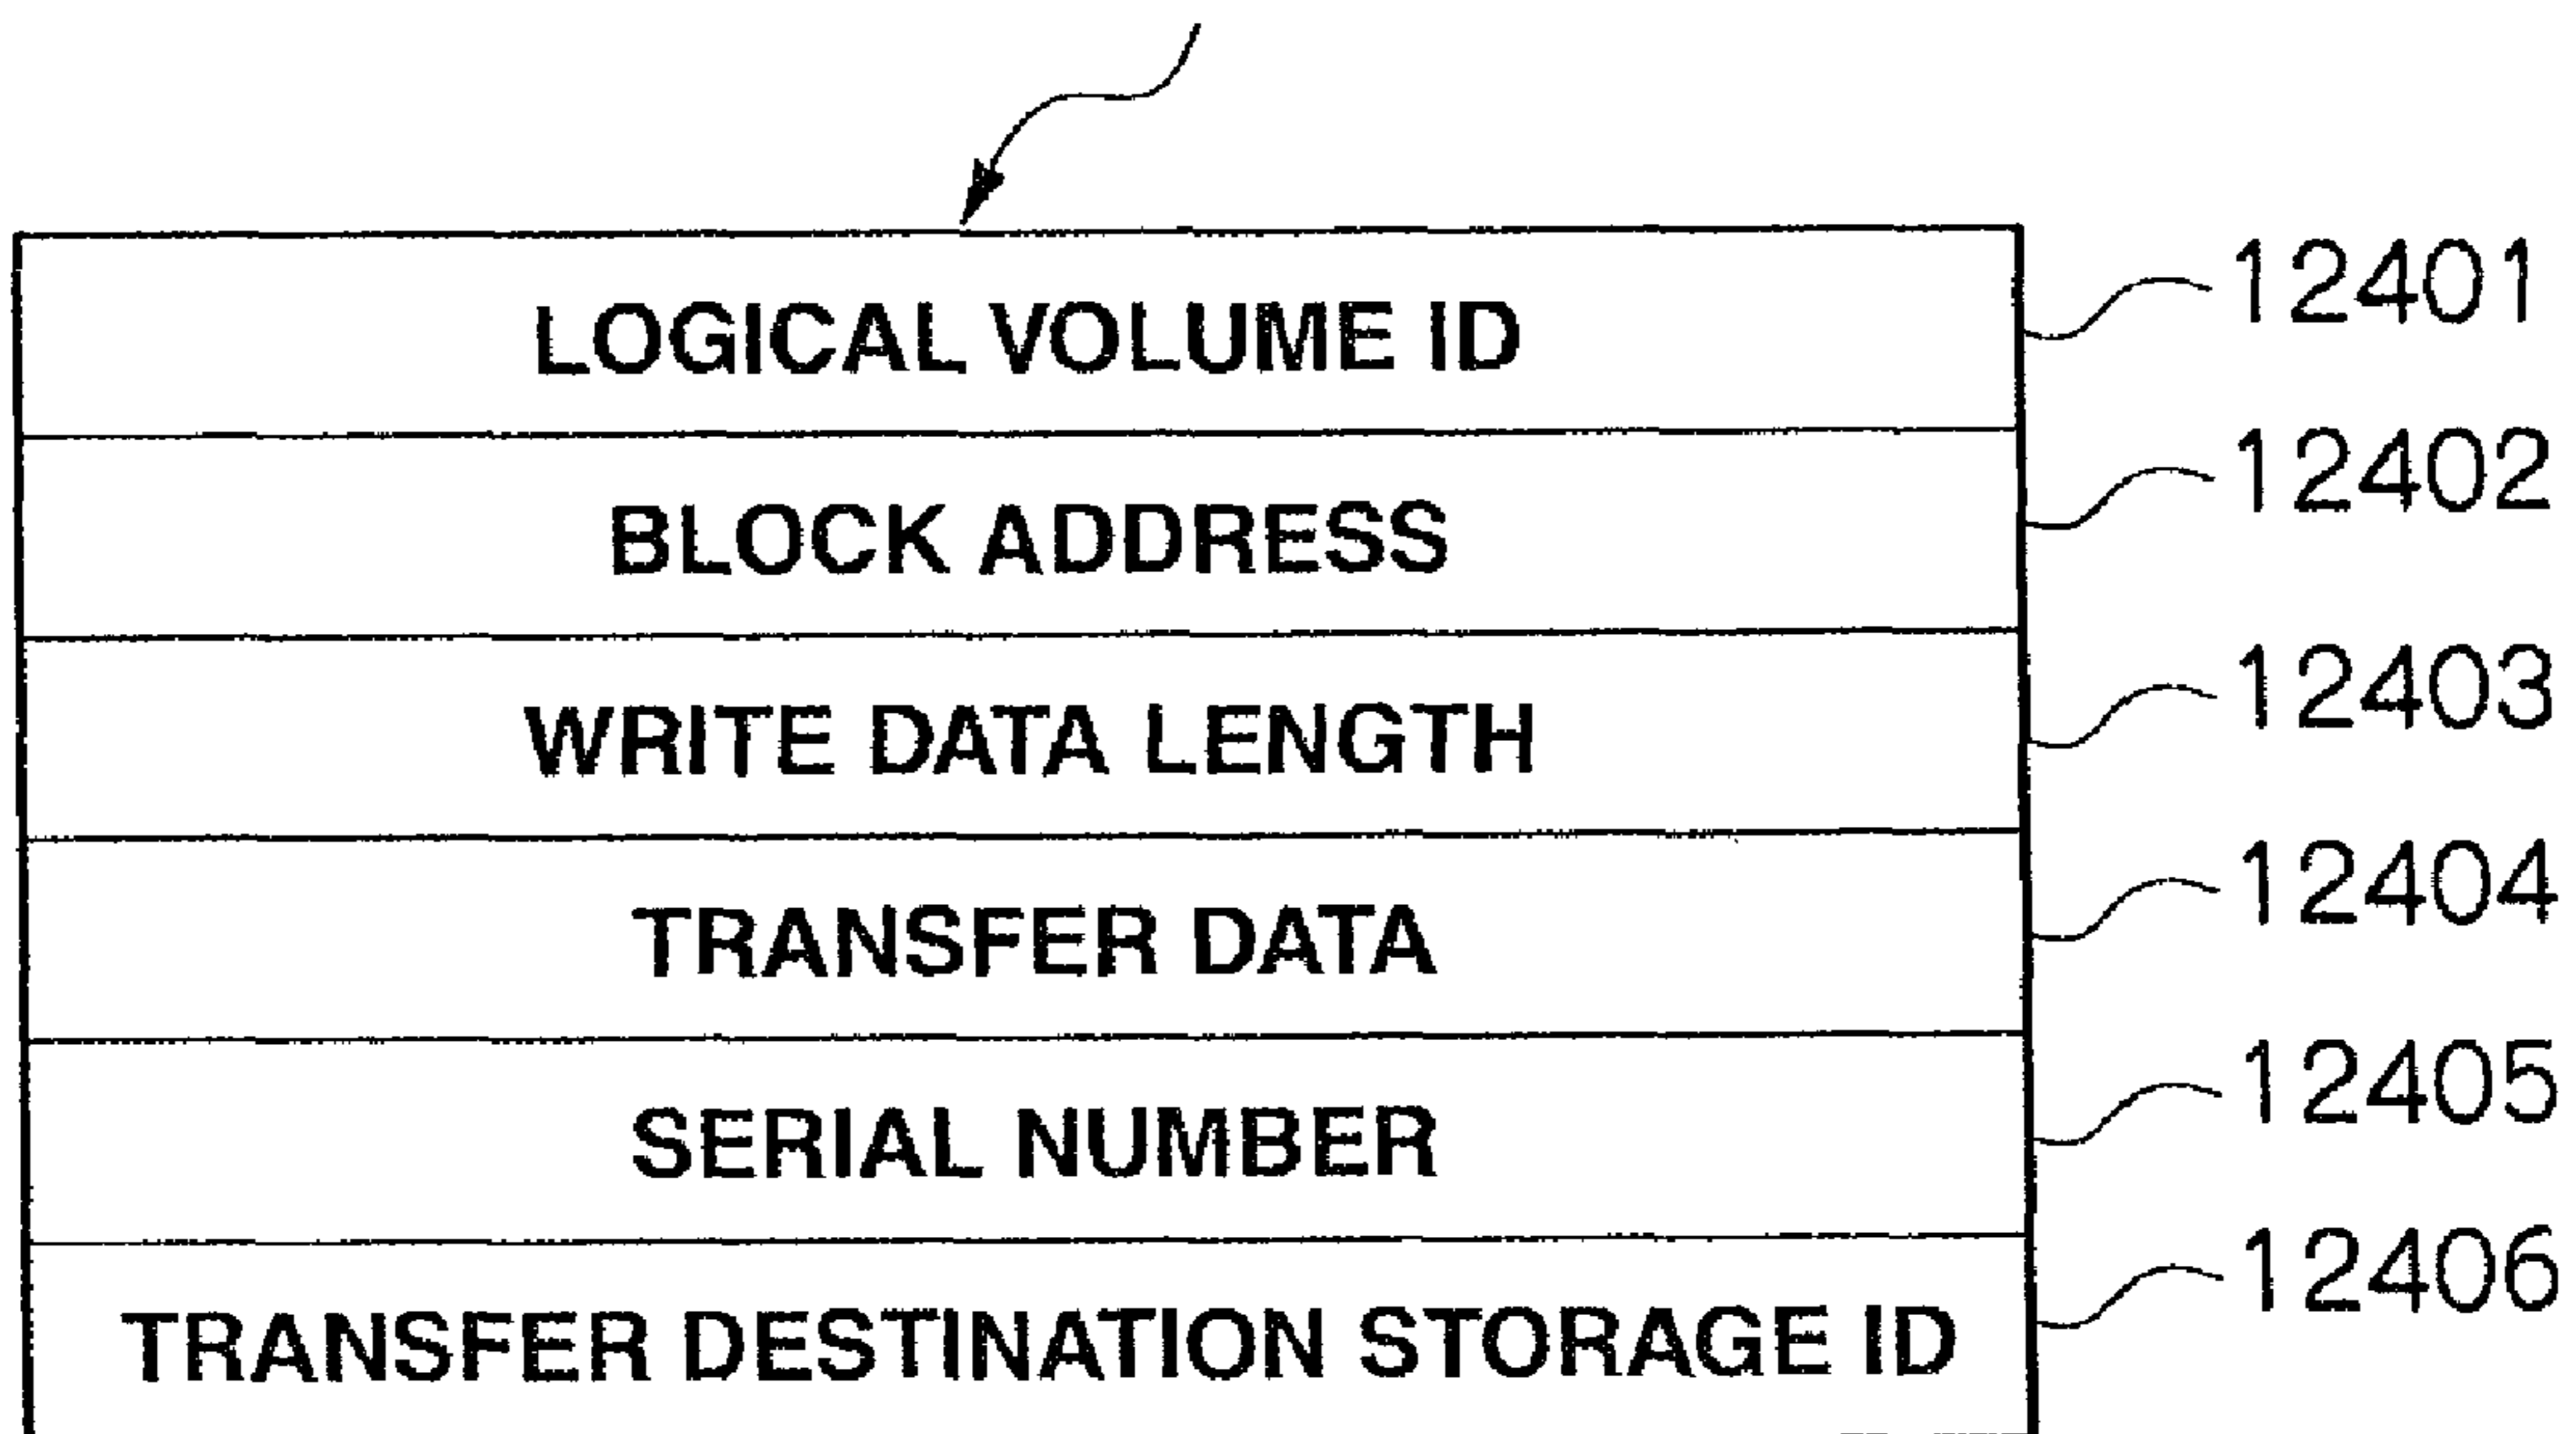 LOGICAL VOLUME ID 12401
BLOCK ADDRESS 12402
WRITE DATA LENGTH 12403
TRANSFER DATA 12404
SERIAL NUMBER 12405
TRANSFER DESTINATION STORAGE ID 12406